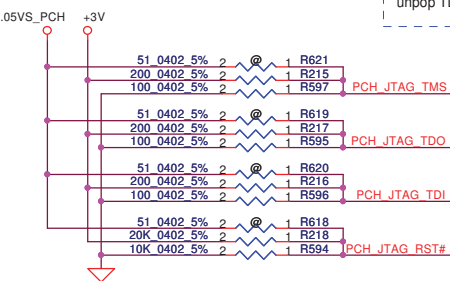 unpop
.05VS_PCH +3V
51_0402_5% 2 @ 1 R621
200_0402_5% 2 1 R215
100_0402_5% 2 1 R597 PCH_JTAG_TMS
51_0402_5% 2 @ 1 R619
200_0402_5% 2 1 R217
100_0402_5% 2 1 R595 PCH_JTAG_TDO
51_0402_5% 2 @ 1 R620
200_0402_5% 2 1 R216
100_0402_5% 2 1 R596 PCH_JTAG_TDI
51_0402_5% 2 @ 1 R618
20K_0402_5% 2 1 R218
10K_0402_5% 2 1 R594 PCH_JTAG_RST#